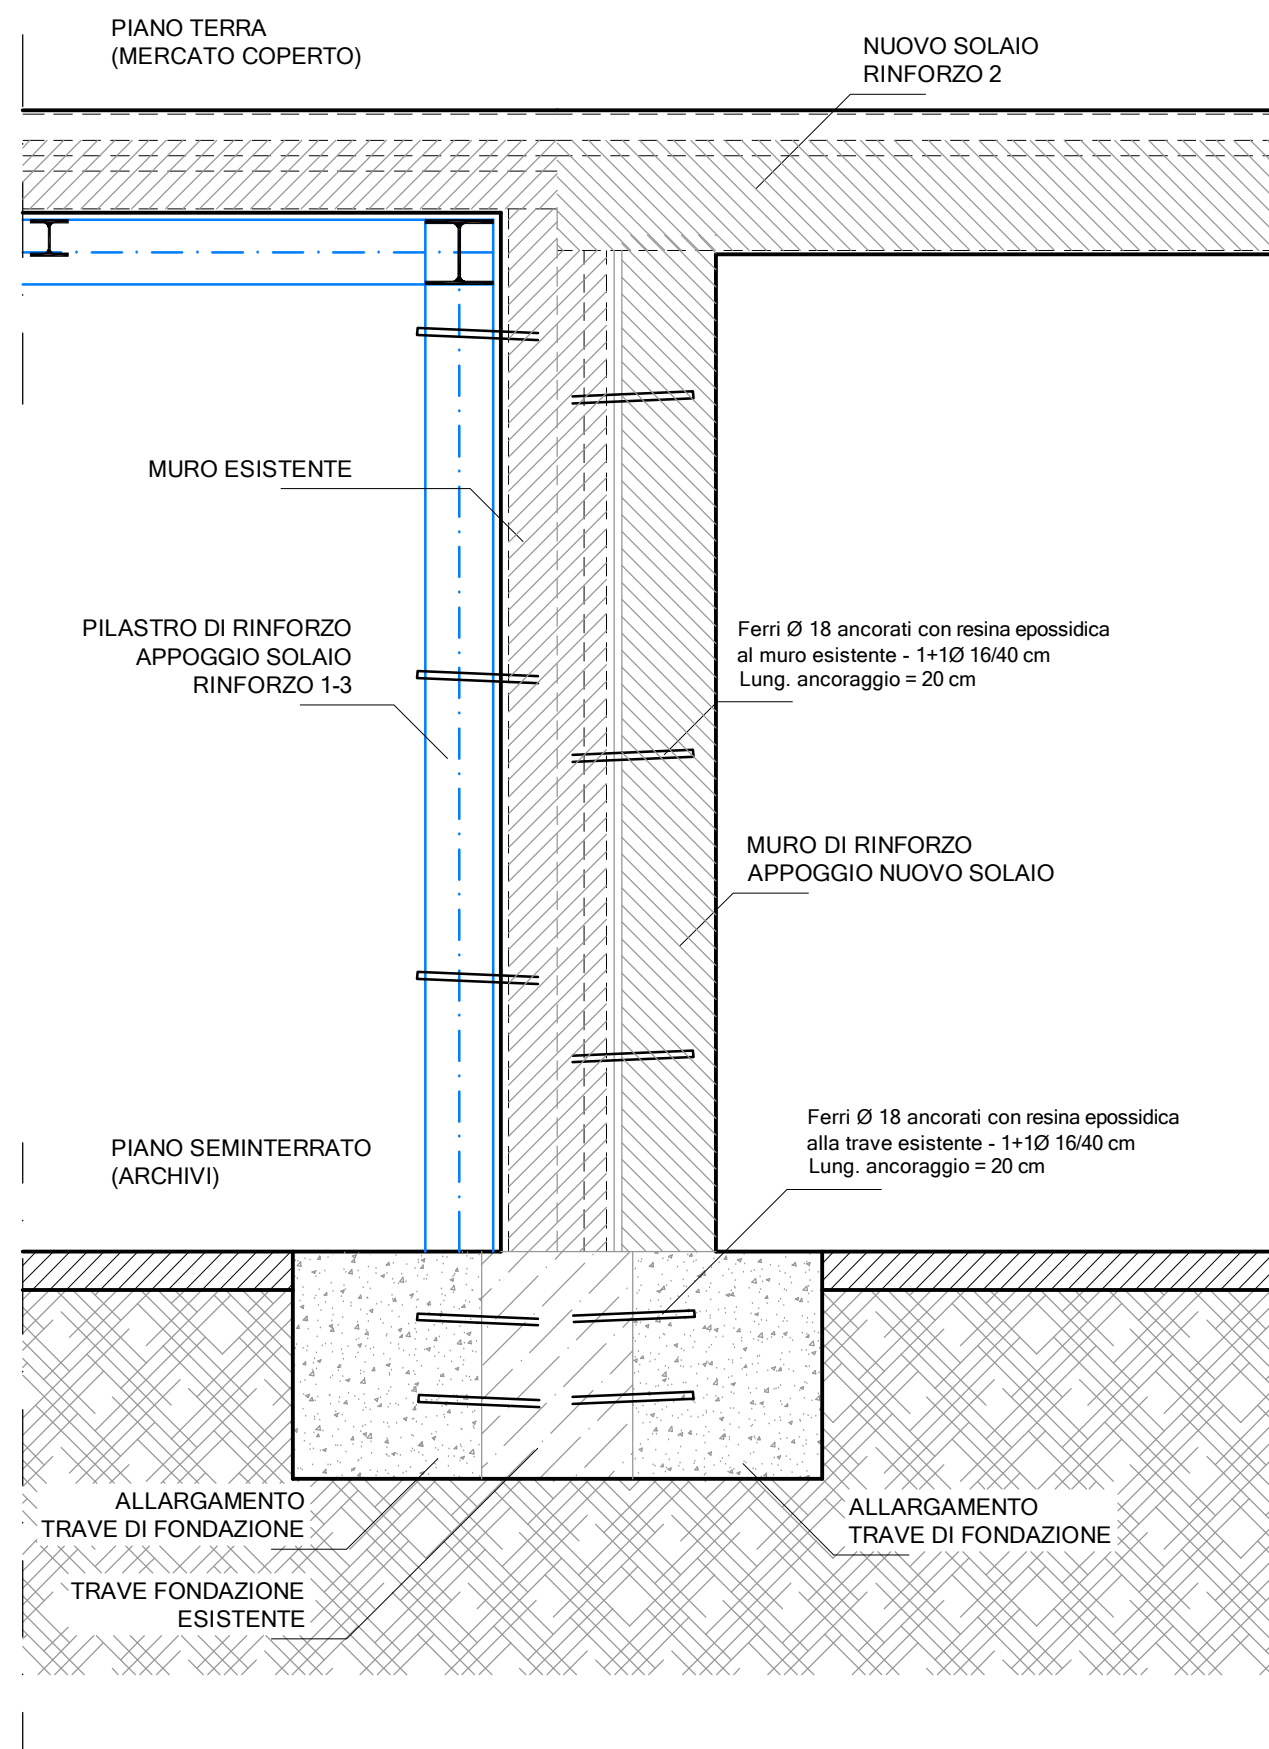 PIANO TERRA
(MERCATO COPERTO)
NUOVO SOLAIO
RINFORZO 2
MURO ESISTENTE
PILASTRO DI RINFORZO
APPOGGIO SOLAIO
RINFORZO 1-3
Ferri Ø 18 ancorati con resina epossidica
al muro esistente - 1+1Ø 16/40 cm
Lung. ancoraggio = 20 cm
MURO DI RINFORZO
APPOGGIO NUOVO SOLAIO
Ferri Ø 18 ancorati con resina epossidica
alla trave esistente - 1+1Ø 16/40 cm
Lung. ancoraggio = 20 cm
PIANO SEMINTERRATO
(ARCHIVI)
ALLARGAMENTO
TRAVE DI FONDAZIONE
ALLARGAMENTO
TRAVE DI FONDAZIONE
TRAVE FONDAZIONE
ESISTENTE